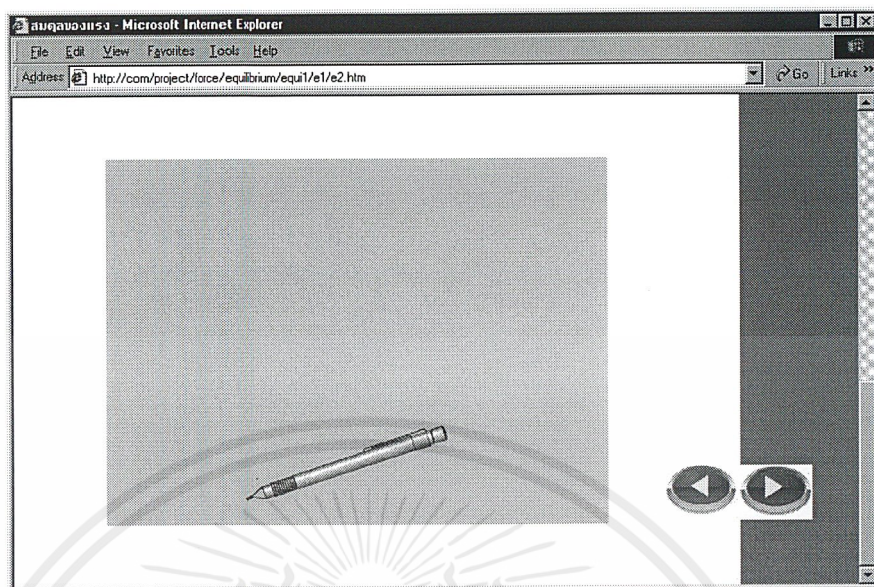 สมดุลของแรง - Microsoft Internet Explorer
File Edit View Favorites Tools Help
Address http://com/project/force/equilibrium/equi1/e1/e2.htm Go Links »